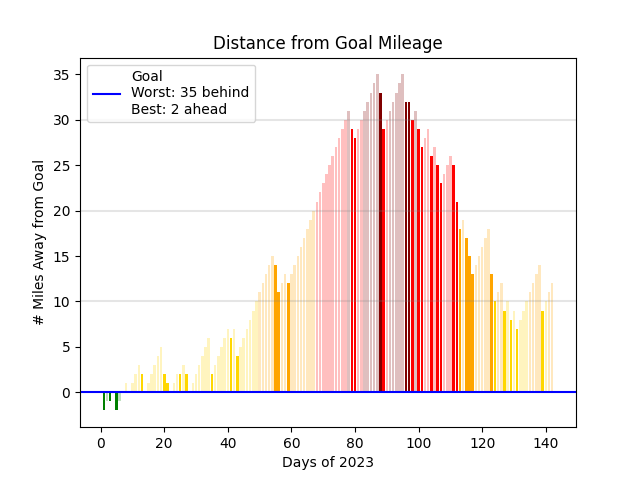 Distance from Goal Mileage
Goal
Worst: 35 behind
Best: 2 ahead
# Miles Away from Goal
35
30
25
20
15
10
5
0
0 20 40 60 80 100 120 140
Days of 2023